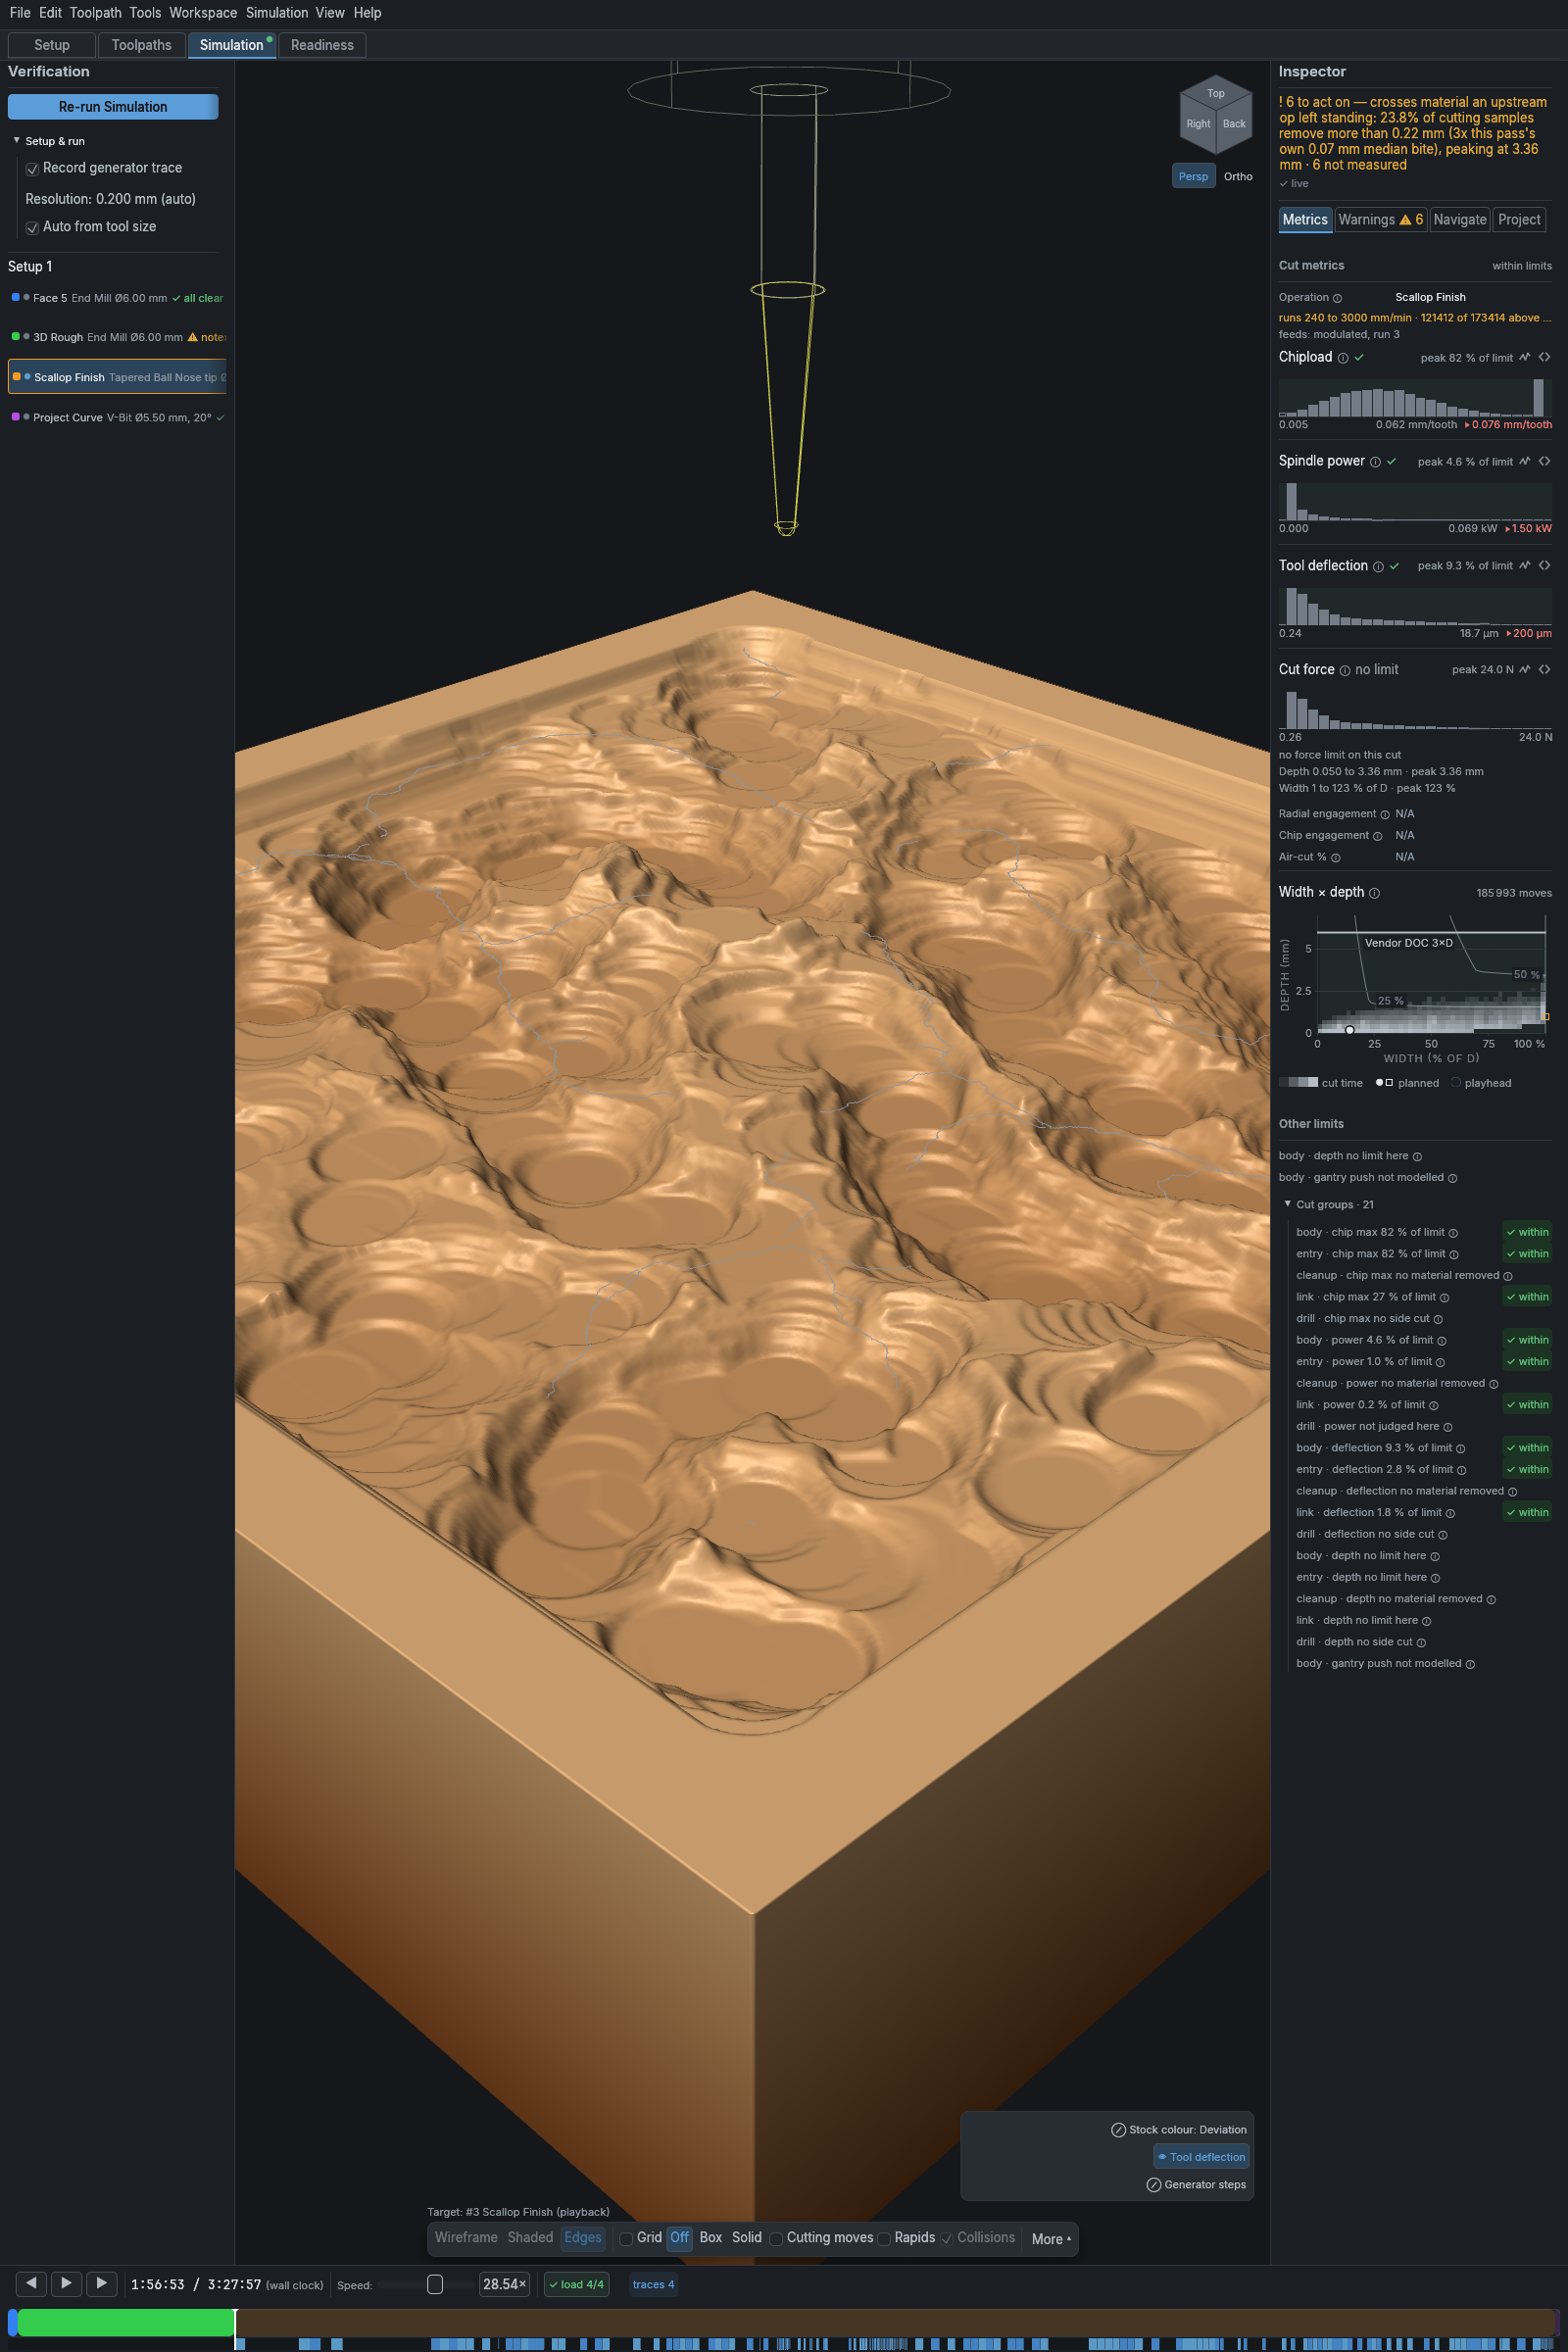 File Edit Toolpath Tools Workspace Simulation View Help
Setup Toolpaths Simulation Readiness
Verification
Re-run Simulation
Setup & run
Record generator trace
Resolution: 0.200 mm (auto)
Auto from tool size
Setup 1
Face 5 End Mill Ø6.00 mm ✓ all clear
3D Rough End Mill Ø6.00 mm
Scallop Finish Tapered Ball Nose tip
Project Curve V-Bit Ø5.50 mm, 20° ✓
Top
Right Back
Persp Ortho
Inspector
! 6 to act on — crosses material an upstream
op left standing: 23.8% of cutting samples
remove more than 0.22 mm (3x this pass's
own 0.07 mm median bite), peaking at 3.36
mm · 6 not measured
✓ live
Metrics Warnings 6 Navigate Project
Cut metrics within limits
Operation Scallop Finish
runs 240 to 3000 mm/min · 121412 of 173414 above ...
feeds: modulated, run 3
Chipload ✓ peak 82 % of limit
0.005 0.062 mm/tooth 0.076 mm/tooth
Spindle power ✓ peak 4.6 % of limit
0.000 0.069 kW 1.50 kW
Tool deflection ✓ peak 9.3 % of limit
0.24 18.7 µm 200 µm
Cut force no limit peak 24.0 N
0.26 24.0 N
no force limit on this cut
Depth 0.050 to 3.36 mm · peak 3.36 mm
Width 1 to 123 % of D · peak 123 %
Radial engagement N/A
Chip engagement N/A
Air-cut % N/A
Width × depth 185 993 moves
Vendor DOC 3×D
DEPTH (mm)
5
2.5
0
50 %
25 %
0 25 50 75 100 %
WIDTH (% OF D)
cut time planned playhead
Other limits
body · depth no limit here
body · gantry push not modelled
Cut groups · 21
body · chip max 82 % of limit ✓ within
entry · chip max 82 % of limit ✓ within
cleanup · chip max no material removed
link · chip max 27 % of limit ✓ within
drill · chip max no side cut
body · power 4.6 % of limit ✓ within
entry · power 1.0 % of limit ✓ within
cleanup · power no material removed
link · power 0.2 % of limit ✓ within
drill · power not judged here
body · deflection 9.3 % of limit ✓ within
entry · deflection 2.8 % of limit ✓ within
cleanup · deflection no material removed
link · deflection 1.8 % of limit ✓ within
drill · deflection no side cut
body · depth no limit here
entry · depth no limit here
cleanup · depth no material removed
link · depth no limit here
drill · depth no side cut
body · gantry push not modelled
Stock colour: Deviation
Tool deflection
Generator steps
Target: #3 Scallop Finish (playback)
Wireframe Shaded Edges Grid Off Box Solid Cutting moves Rapids Collisions More
1:56:53 / 3:27:57 (wall clock) Speed: 28.54× ✓ load 4/4 traces 4